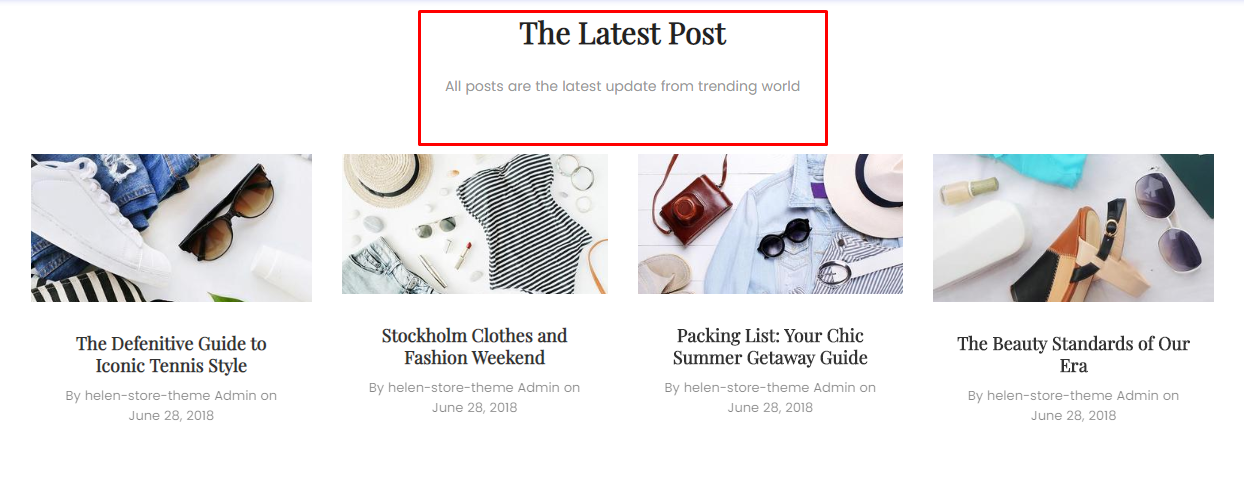 The Latest Post
All posts are the latest update from trending world
The Defenitive Guide to
Iconic Tennis Style
By helen-store-theme Admin on
June 28, 2018
Stockholm Clothes and
Fashion Weekend
By helen-store-theme Admin on
June 28, 2018
Packing List: Your Chic
Summer Getaway Guide
By helen-store-theme Admin on
June 28, 2018
The Beauty Standards of Our
Era
By helen-store-theme Admin on
June 28, 2018